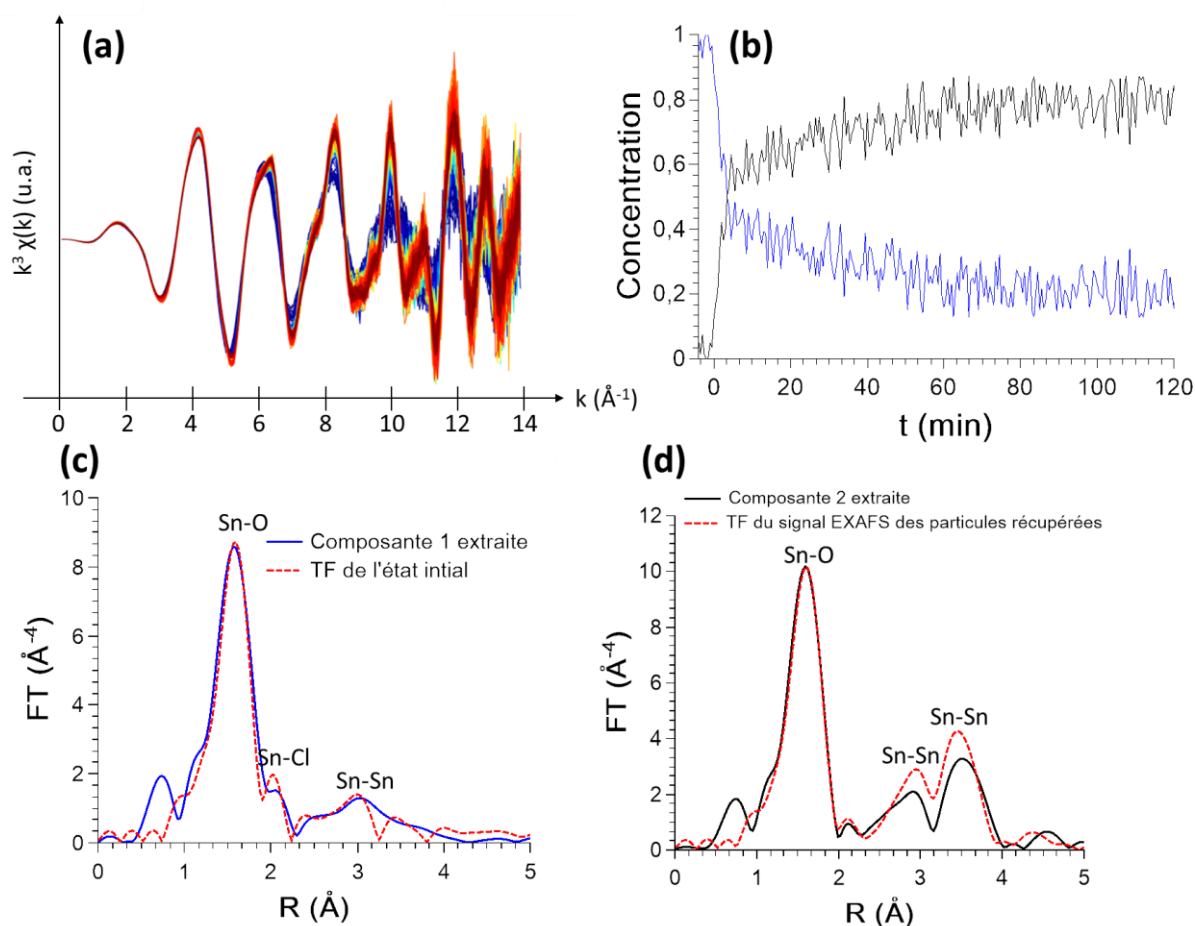 (a)
k³ χ(k) (u.a.)
0 2 4 6 8 10 12 14
k (Å⁻¹)
(b)
Concentration
1
0.8
0.6
0.4
0.2
0
0 20 40 60 80 100 120
t (min)
(c)
FT (Å⁻⁴)
10
8
6
4
2
0
Sn-O
Composante 1 extraite
TF de l'état intial
Sn-Cl
Sn-Sn
0 1 2 3 4 5
R (Å)
(d)
Composante 2 extraite
TF du signal EXAFS des particules récupérées
FT (Å⁻⁴)
12
10
8
6
4
2
0
Sn-O
Sn-Sn
Sn-Sn
0 1 2 3 4 5
R (Å)